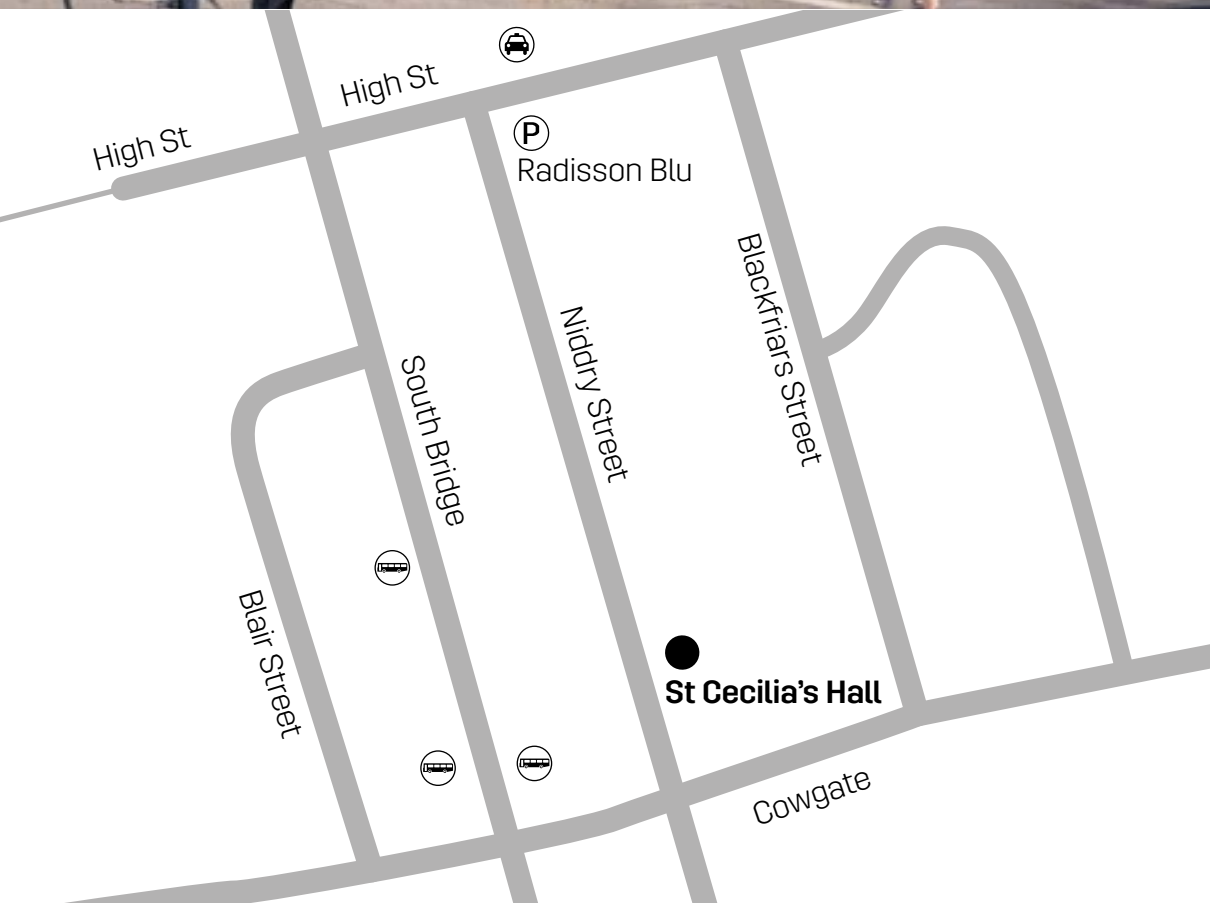 High St
High St
P
Radisson Blu
Blackfriars Street
Niddry Street
South Bridge
Blair Street
St Cecilia’s Hall
Cowgate